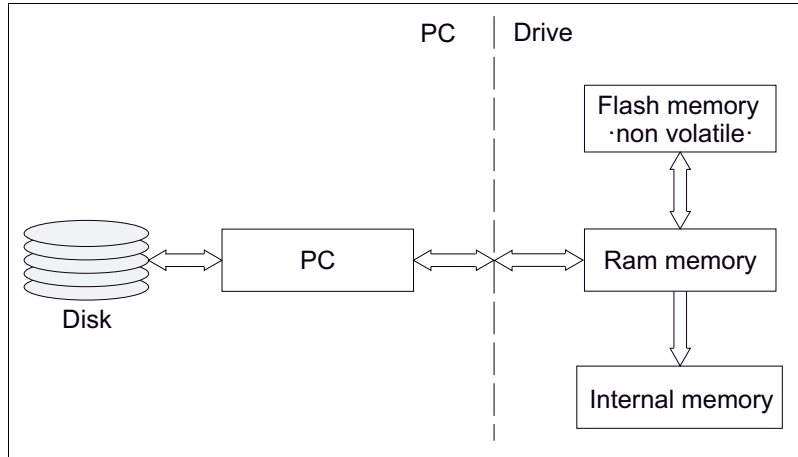 PC
Drive
Flash memory
·non volatile·
PC
Ram memory
Disk
Internal memory